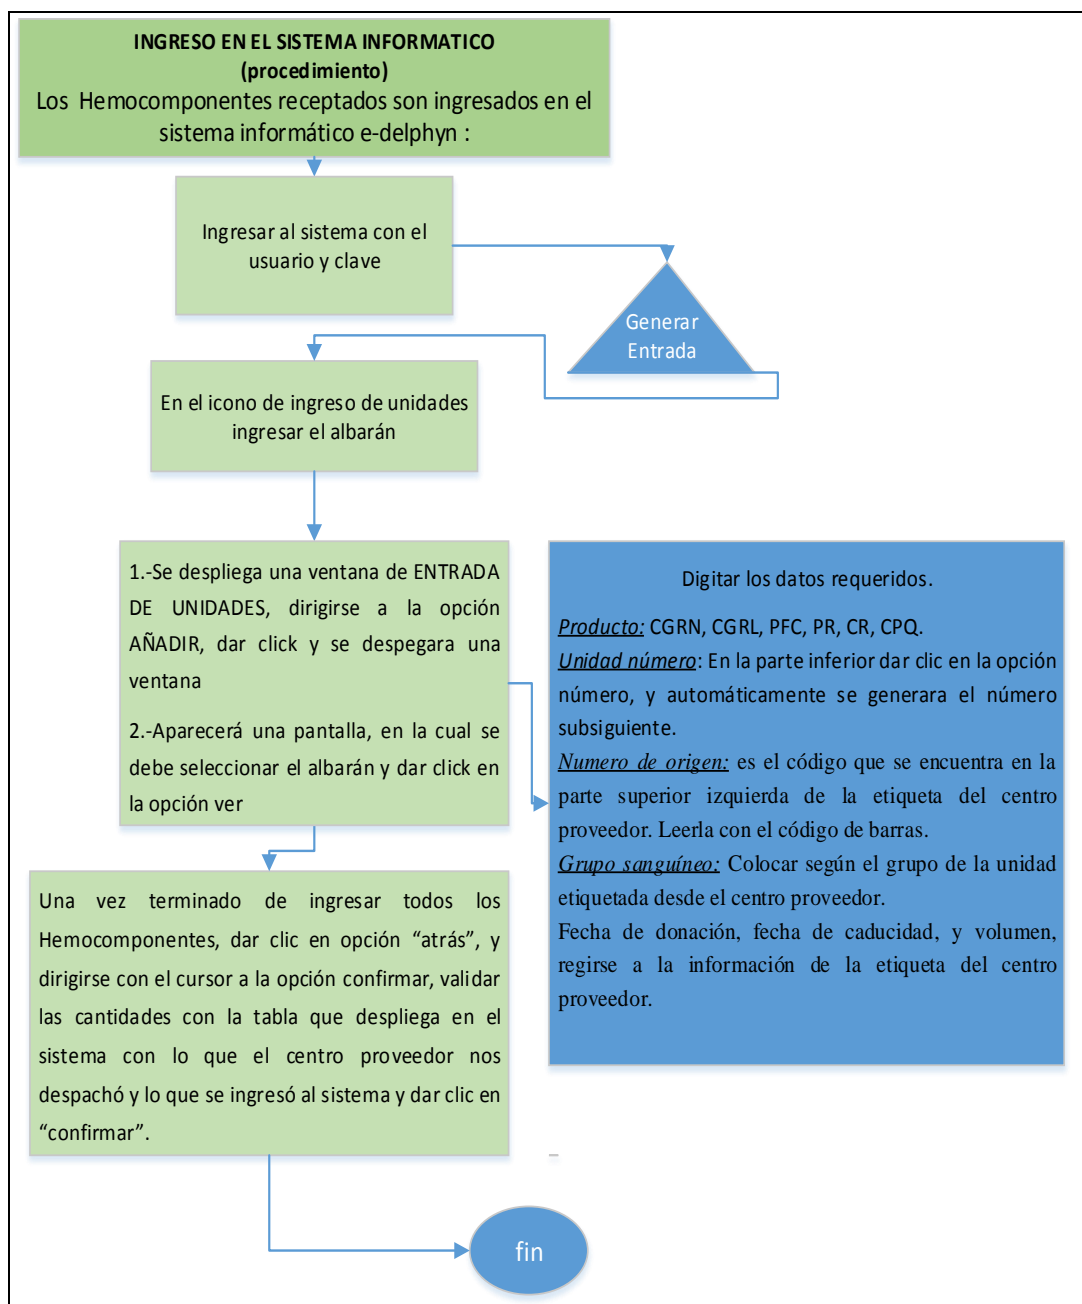 INGRESO EN EL SISTEMA INFORMATICO
(procedimiento)
Los Hemocomponentes receptados son ingresados en el
sistema informático e-delphyn :
Ingresar al sistema con el
usuario y clave
Generar
Entrada
En el icono de ingreso de unidades
ingresar el albarán
1.-Se despliega una ventana de ENTRADA
DE UNIDADES, dirigirse a la opción
AÑADIR, dar click y se despegara una
ventana
2.-Aparecerá una pantalla, en la cual se
debe seleccionar el albarán y dar click en
la opción ver
Digitar los datos requeridos.
Producto: CGRN, CGRL, PFC, PR, CR, CPQ.
Unidad número: En la parte inferior dar clic en la opción
número, y automáticamente se generara el número
subsiguiente.
Numero de origen: es el código que se encuentra en la
parte superior izquierda de la etiqueta del centro
proveedor. Leerla con el código de barras.
Grupo sanguíneo: Colocar según el grupo de la unidad
etiquetada desde el centro proveedor.
Fecha de donación, fecha de caducidad, y volumen,
regirse a la información de la etiqueta del centro
proveedor.
Una vez terminado de ingresar todos los
Hemocomponentes, dar clic en opción “atrás”, y
dirigirse con el cursor a la opción confirmar, validar
las cantidades con la tabla que despliega en el
sistema con lo que el centro proveedor nos
despachó y lo que se ingresó al sistema y dar clic en
“confirmar”.
fin